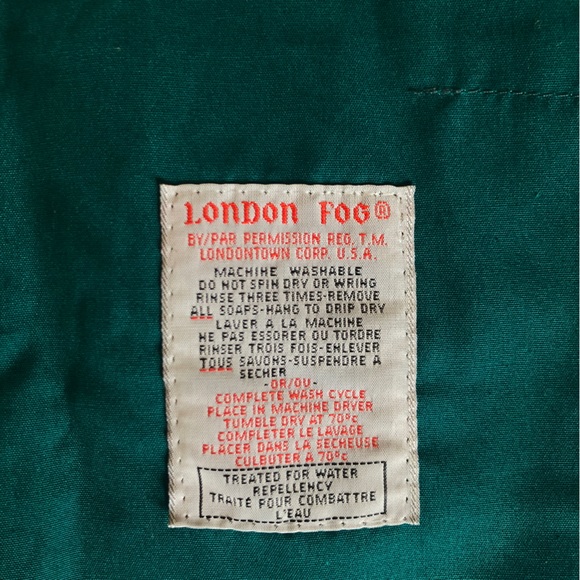 LONDON FOG®
BY/PAR PERMISSION REG. T.M.
LONDONTOWN CORP. U.S.A.
MACHINE WASHABLE
DO NOT SPIN DRY OR WRING
RINSE THREE TIMES-REMOVE
ALL SOAPS-HANG TO DRIP DRY
LAVER A LA MACHINE
NE PAS ESSORER OU TORDRE
RINSER TROIS FOIS-ENLEVER
TOUS SAVONS-SUSPENDRE A
SECHER
-OR/OU-
COMPLETE WASH CYCLE
PLACE IN MACHINE DRYER
TUMBLE DRY AT 70°c
COMPLETER LE LAVAGE
PLACER DANS LA SECHEUSE
CULBUTER A 70°c
TREATED FOR WATER
REPELLENCY
TRAITÉ POUR COMBATTRE
L'EAU